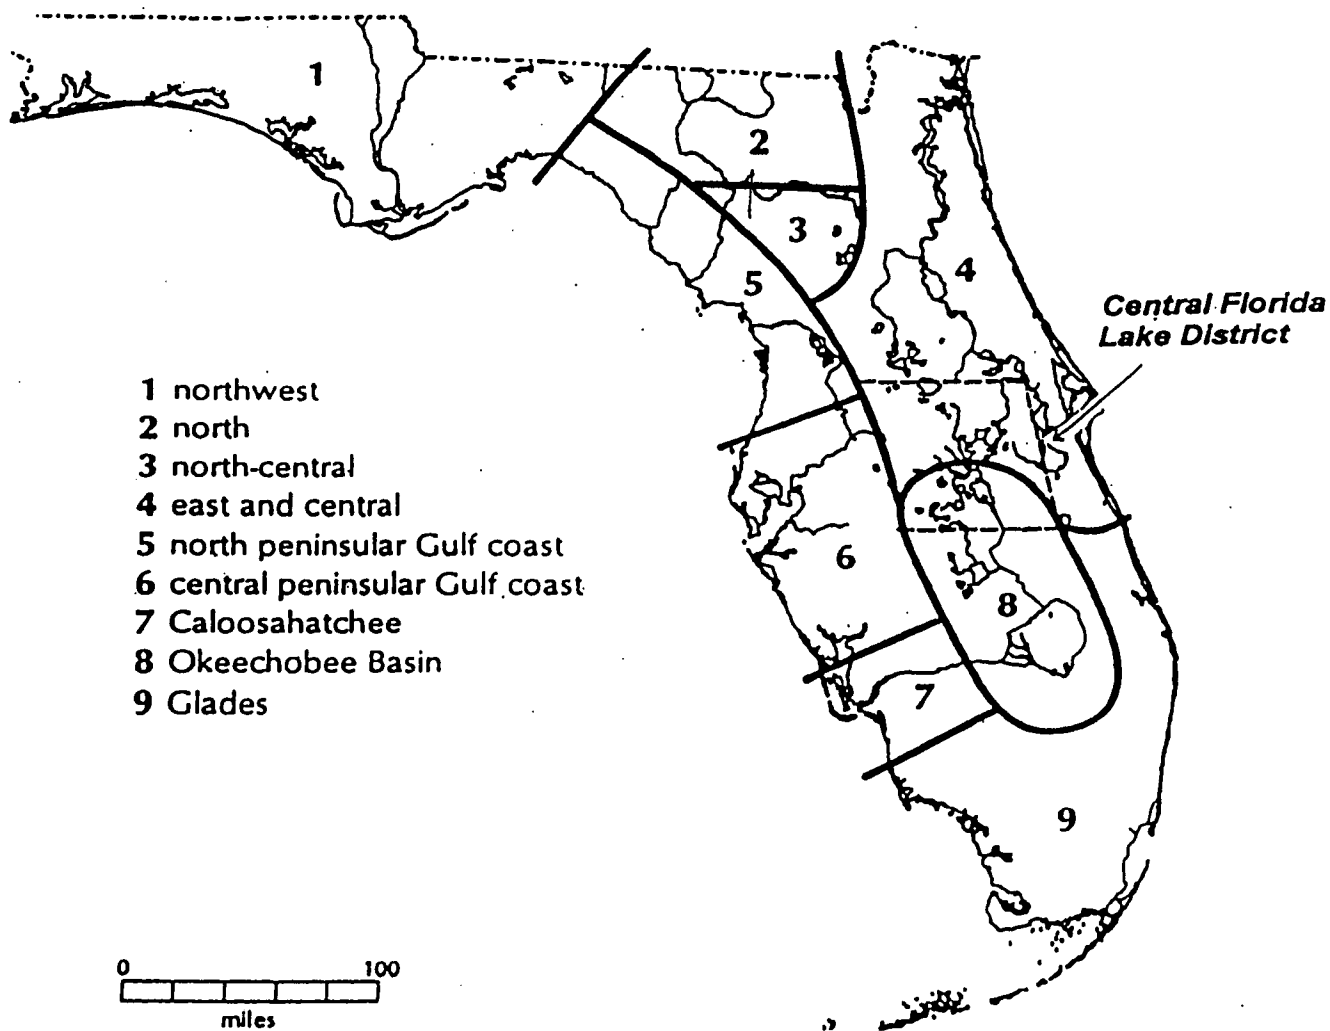 1
2
3
4
5
Central Florida
Lake District
1 northwest
2 north
3 north-central
4 east and central
5 north peninsular Gulf coast
6 central peninsular Gulf coast
7 Caloosahatchee
8 Okeechobee Basin
9 Glades
6
8
7
9
0 100
miles